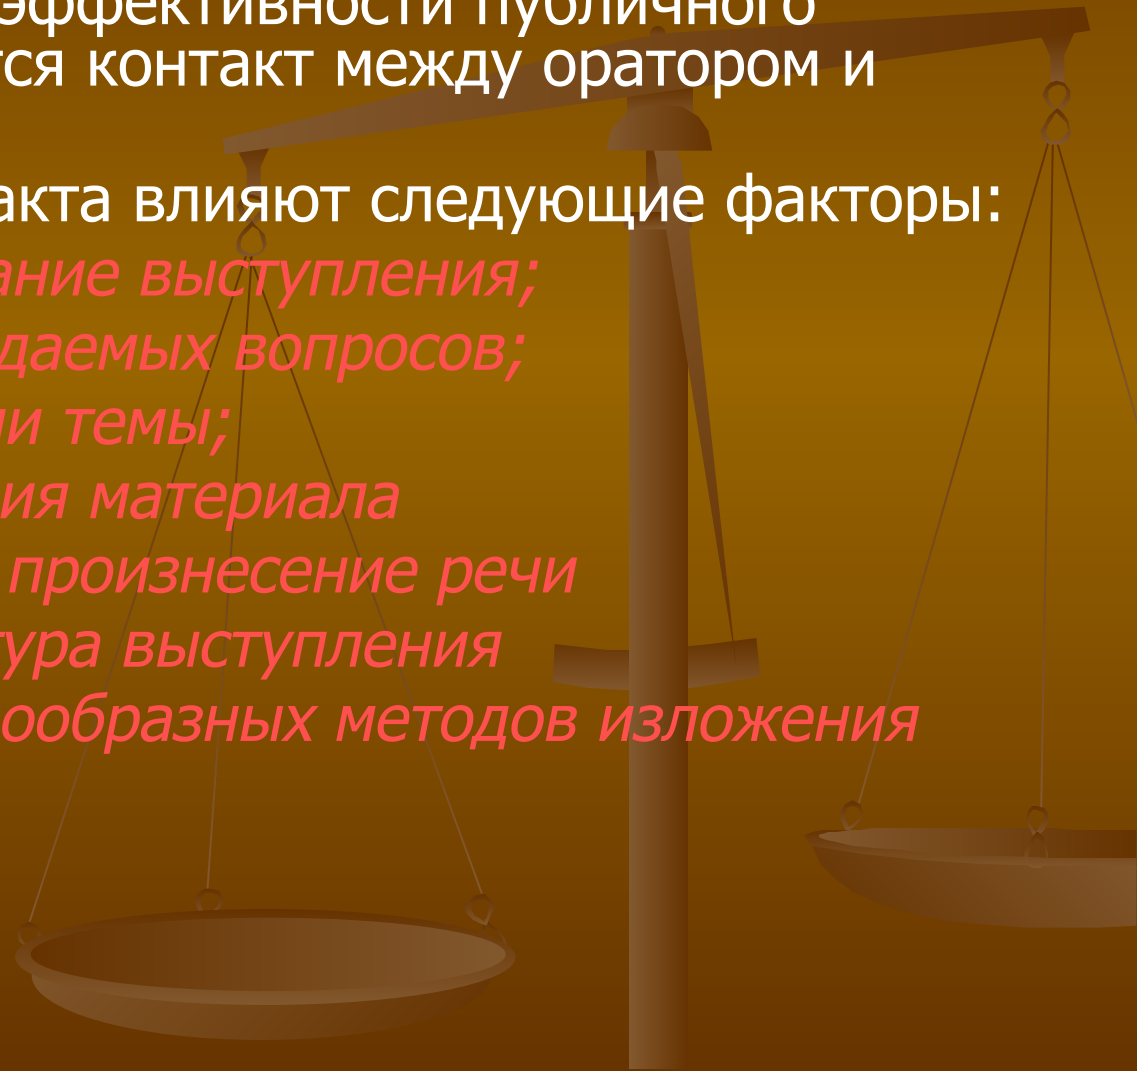 эффективности публичного
тся контакт между оратором и
акта влияют следующие факторы:
ание выступления;
даемых вопросов;
ии темы;
ия материала
произнесение речи
тура выступления
ообразных методов изложения